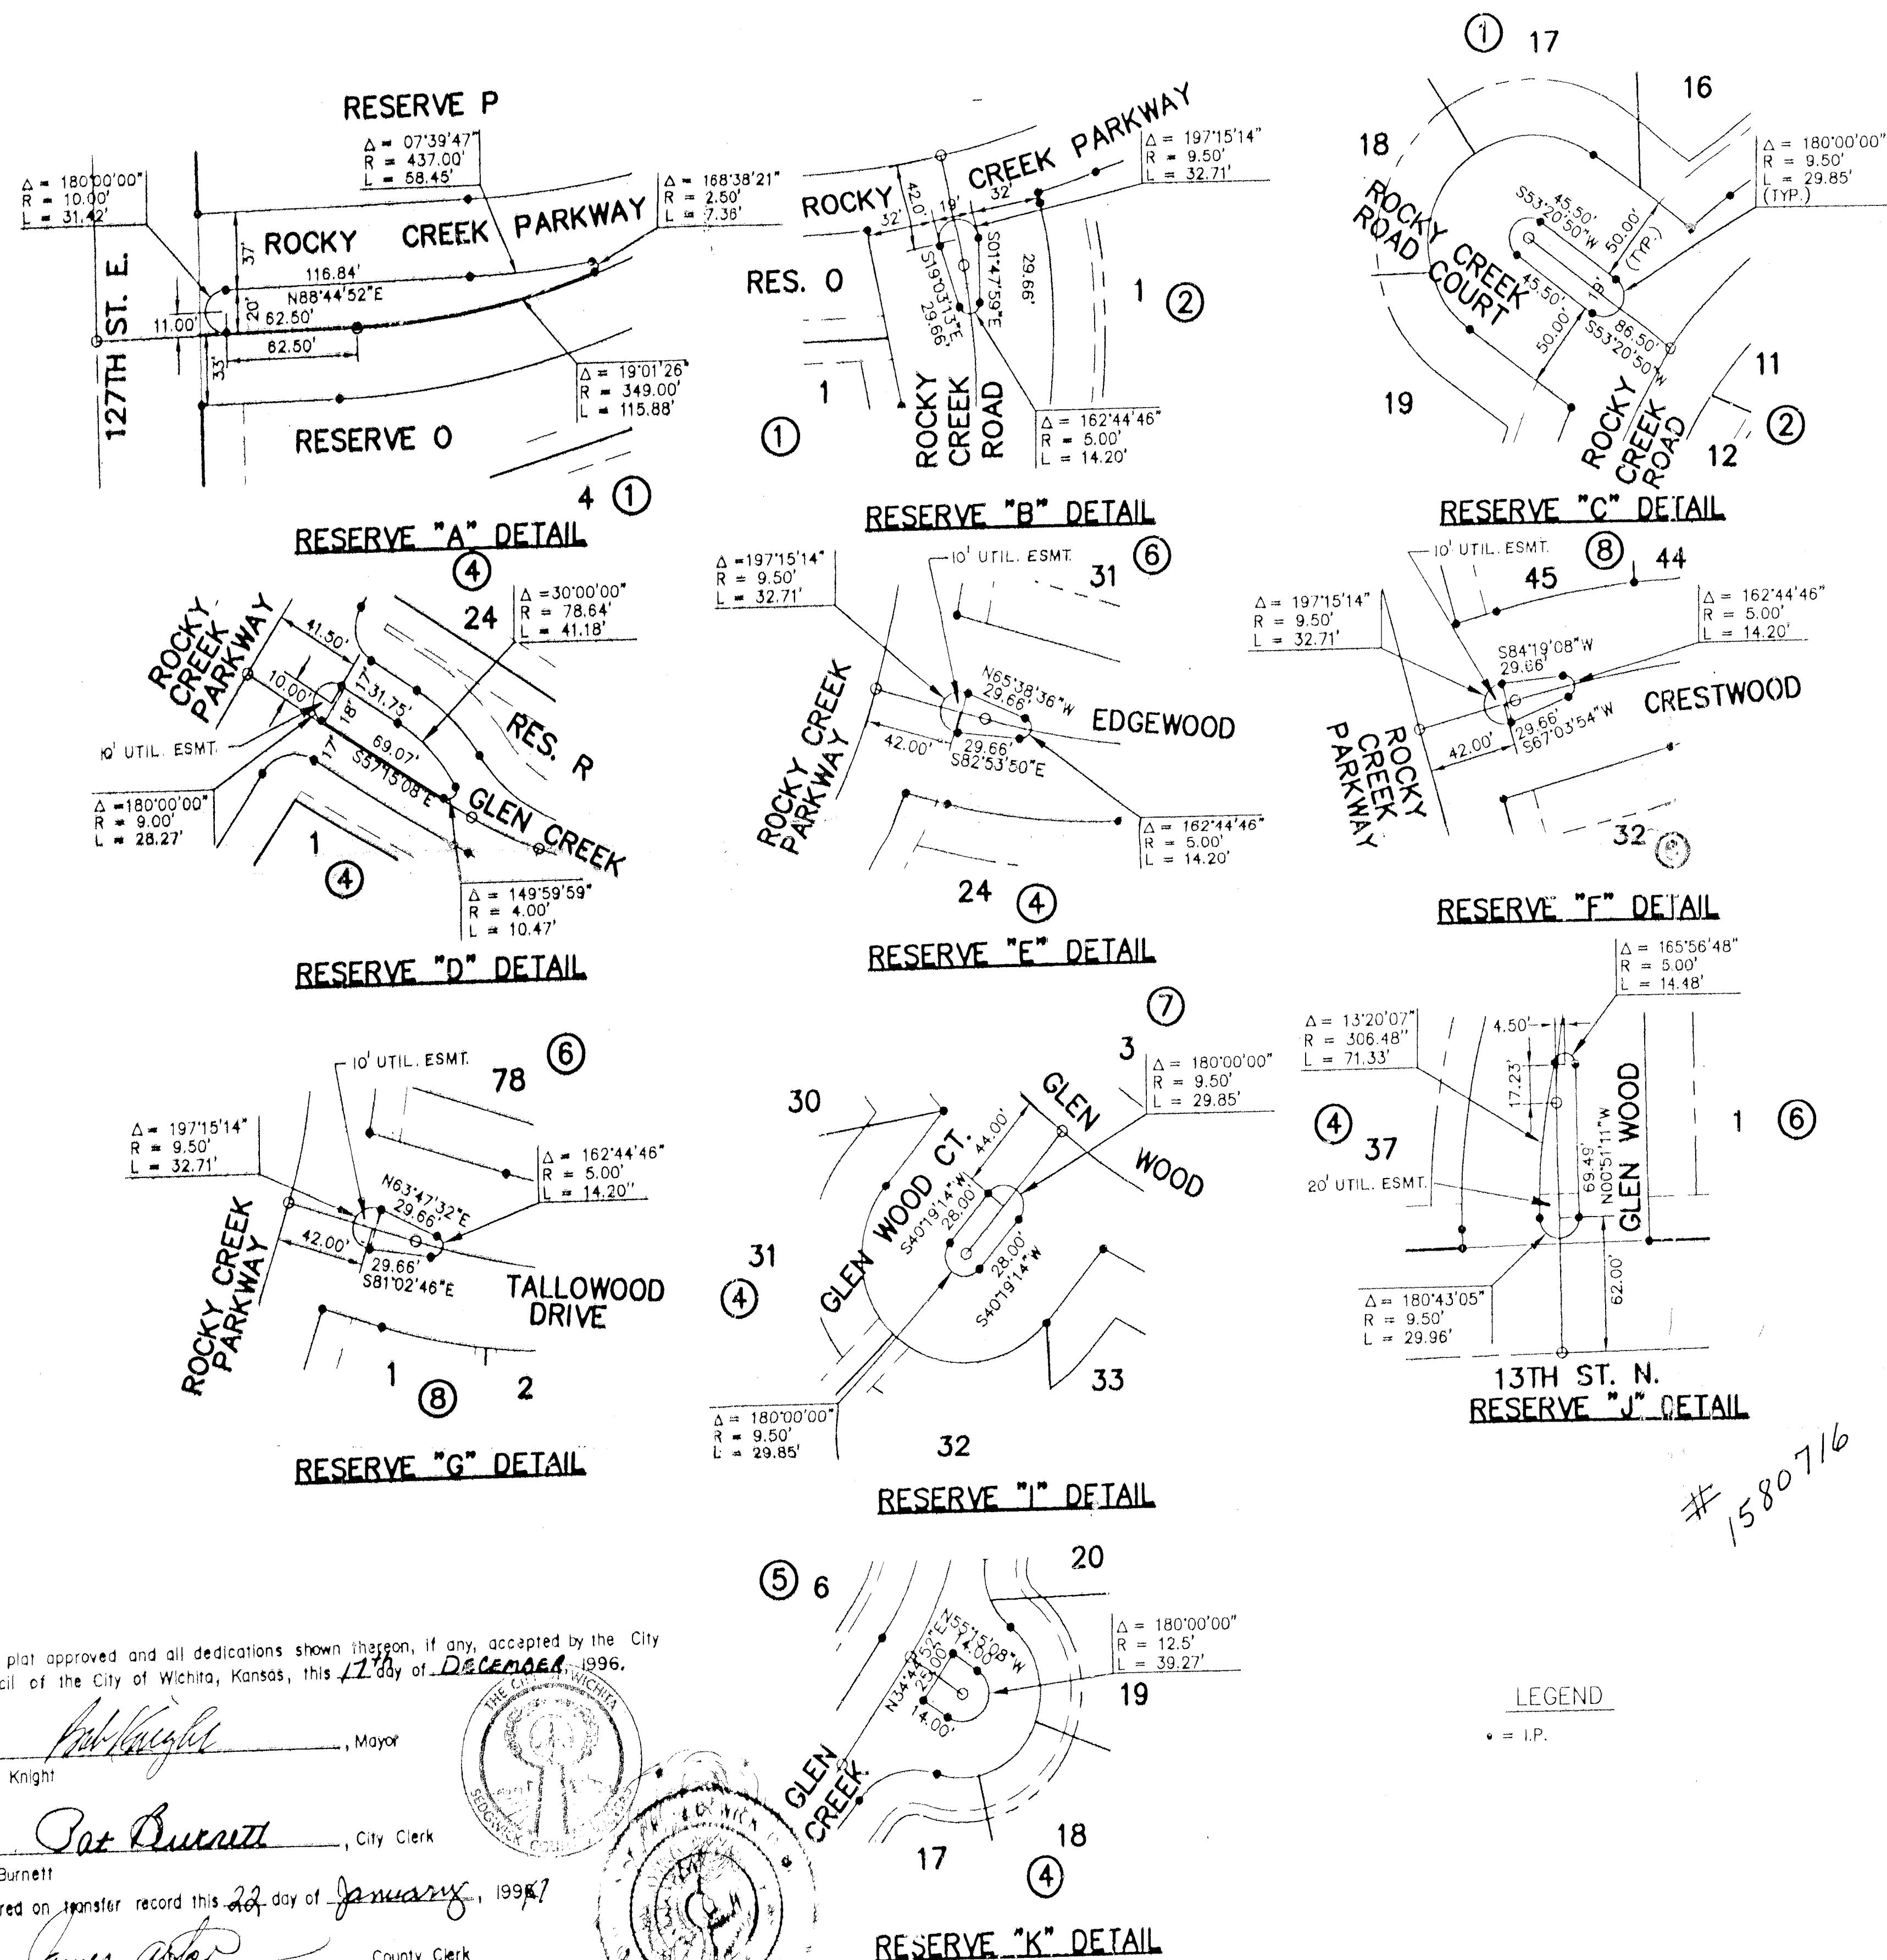 RESERVE P
Δ = 07°39'47"
R = 437.00'
L = 58.45'
Δ = 180°00'00"
R = 10.00'
L = 31.42'
Δ = 168°38'21"
R = 2.50'
L = 7.36'
ROCKY CREEK PARKWAY
37'
116.84'
N88°44'52"E
20'
11.00'
62.50'
62.50'
33'
127TH ST. E.
Δ = 19°01'26"
R = 349.00'
L = 115.88'
RESERVE O
4 ①
RESERVE "A" DETAIL
Δ = 197°15'14"
R = 9.50'
L = 32.71'
ROCKY CREEK PARKWAY
42.0'
19'
32'
32'
RES. O
S01°47'59"E
29.66'
S19°03'13"E
29.66'
1 ②
1
①
ROCKY
CREEK
ROAD
Δ = 162°44'46"
R = 5.00'
L = 14.20'
RESERVE "B" DETAIL
① 17
16
18
Δ = 180°00'00"
R = 9.50'
L = 29.85'
(TYP.)
ROCKY CREEK
ROAD COURT
45.50'
S53°20'50"W
50.00'
(TYP.)
45.50'
19'
86.50'
S53°20'50"W
50.00'
19
11
②
12
ROCKY
CREEK
ROAD
RESERVE "C" DETAIL
④
24
Δ =30°00'00"
R = 78.64'
L = 41.18'
ROCKY
CREEK
PARKWAY
41.50'
10.00'
17'
31.75'
18'
10' UTIL. ESMT.
17'
69.07'
S57°15'08"E
RES. R
GLEN CREEK
Δ =180°00'00"
R = 9.00'
L = 28.27'
1
④
Δ = 149°59'59"
R = 4.00'
L = 10.47'
RESERVE "D" DETAIL
Δ =197°15'14"
R = 9.50'
L = 32.71'
10' UTIL. ESMT.
31 ⑥
N65°38'36"W
29.66'
ROCKY CREEK
PARKWAY
EDGEWOOD
42.00'
29.66'
S82°53'50"E
Δ = 162°44'46"
R = 5.00'
L = 14.20'
24 ④
RESERVE "E" DETAIL
10' UTIL. ESMT.
⑧ 44
45
Δ = 197°15'14"
R = 9.50'
L = 32.71'
Δ = 162°44'46"
R = 5.00'
L = 14.20'
S84°19'08"W
29.66'
CRESTWOOD
29.66'
S67°03'54"W
42.00'
ROCKY
CREEK
PARKWAY
32
RESERVE "F" DETAIL
10' UTIL. ESMT.
⑥
78
Δ = 197°15'14"
R = 9.50'
L = 32.71'
Δ = 162°44'46"
R = 5.00'
L = 14.20"
N63°47'32"E
29.66'
42.00'
29.66'
S81°02'46"E
ROCKY CREEK
PARKWAY
TALLOWOOD
DRIVE
1 ⑧ 2
RESERVE "G" DETAIL
⑦
3
Δ = 180°00'00"
R = 9.50'
L = 29.85'
30
GLEN
WOOD
GLEN WOOD CT.
44.00'
S40°19'14"W
28.00'
28.00'
S40°19'14"W
31
④
33
Δ = 180°00'00"
R = 9.50'
L = 29.85'
32
RESERVE "I" DETAIL
Δ = 165°56'48"
R = 5.00'
L = 14.48'
Δ = 13°20'07"
R = 306.48"
L = 71.33'
4.50'
17.23'
④ 37
1 ⑥
20' UTIL. ESMT.
69.49'
N00°51'11"W
GLEN WOOD
62.00'
Δ = 180°43'05"
R = 9.50'
L = 29.96'
13TH ST. N.
RESERVE "J" DETAIL
# 1580716
⑤ 6
20
N55°15'08"W
14.00'
N34°44'52"E
25.00'
14.00'
Δ = 180°00'00"
R = 12.5'
L = 39.27'
19
GLEN
CREEK
17
18
④
RESERVE "K" DETAIL
LEGEND
• = I.P.
plat approved and all dedications shown thereon, if any, accepted by the City
cil of the City of Wichita, Kansas, this 17th day of DECEMBER, 1996.
THE CITY OF WICHITA
SEDGWICK COUNTY, KANSAS
Bob Knight, Mayor
Knight
Pat Burnett, City Clerk
Burnett
red on transfer record this 22 day of January, 1997
County Clerk